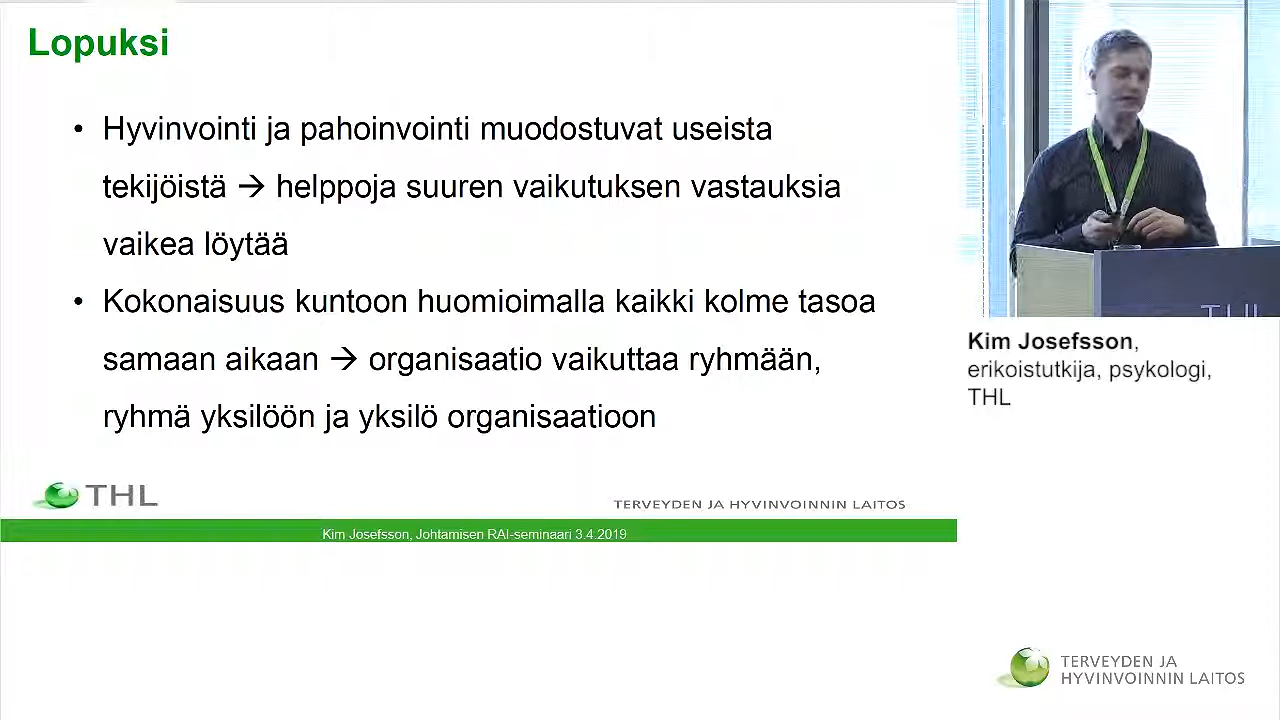 Lopuksi
• Hyvinvointi ja pahoinvointi muodostuvat useista
tekijöistä → helppoja suuren vaikutuksen vastauksia
vaikea löytää
• Kokonaisuus kuntoon huomioimalla kaikki kolme tasoa
samaan aikaan → organisaatio vaikuttaa ryhmään,
ryhmä yksilöön ja yksilö organisaatioon
THL
TERVEYDEN JA HYVINVOINNIN LAITOS
Kim Josefsson, Johtamisen RAI-seminaari 3.4.2019
THL
Kim Josefsson,
erikoistutkija, psykologi,
THL
TERVEYDEN JA
HYVINVOINNIN LAITOS